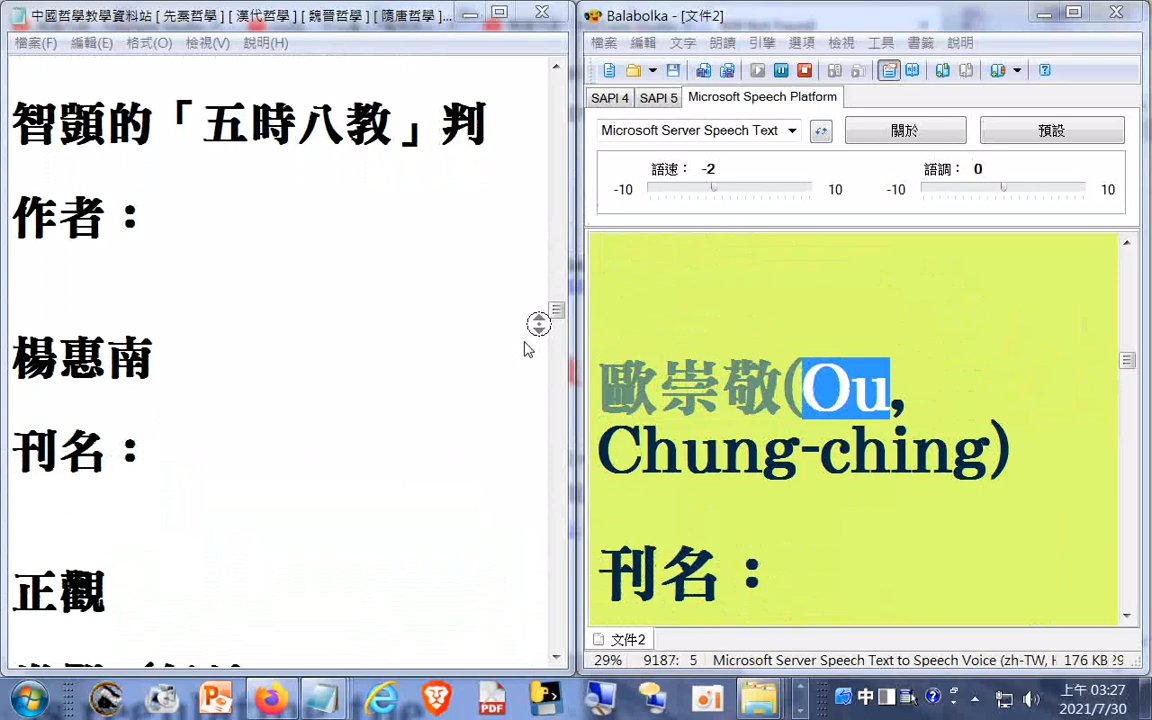 中國哲學教學資料站 [ 先秦哲學 ] [ 漢代哲學 ] [ 魏晉哲學 ] [ 隋唐哲學 ]...
檔案(F) 編輯(E) 格式(O) 檢視(V) 說明(H)
智顗的「五時八教」判
作者：
楊惠南
刊名：
正觀
Balabolka - [文件2]
檔案 編輯 文字 朗讀 引擎 選項 檢視 工具 書籤 說明
SAPI 4 SAPI 5 Microsoft Speech Platform
Microsoft Server Speech Text 關於 預設
語速： -2 語調： 0
-10 10 -10 10
歐崇敬(Ou,
Chung-ching)
刊名：
文件2
29% 9187: 5 Microsoft Server Speech Text to Speech Voice (zh-TW, H 176 KB
中
上午 03:27
2021/7/30